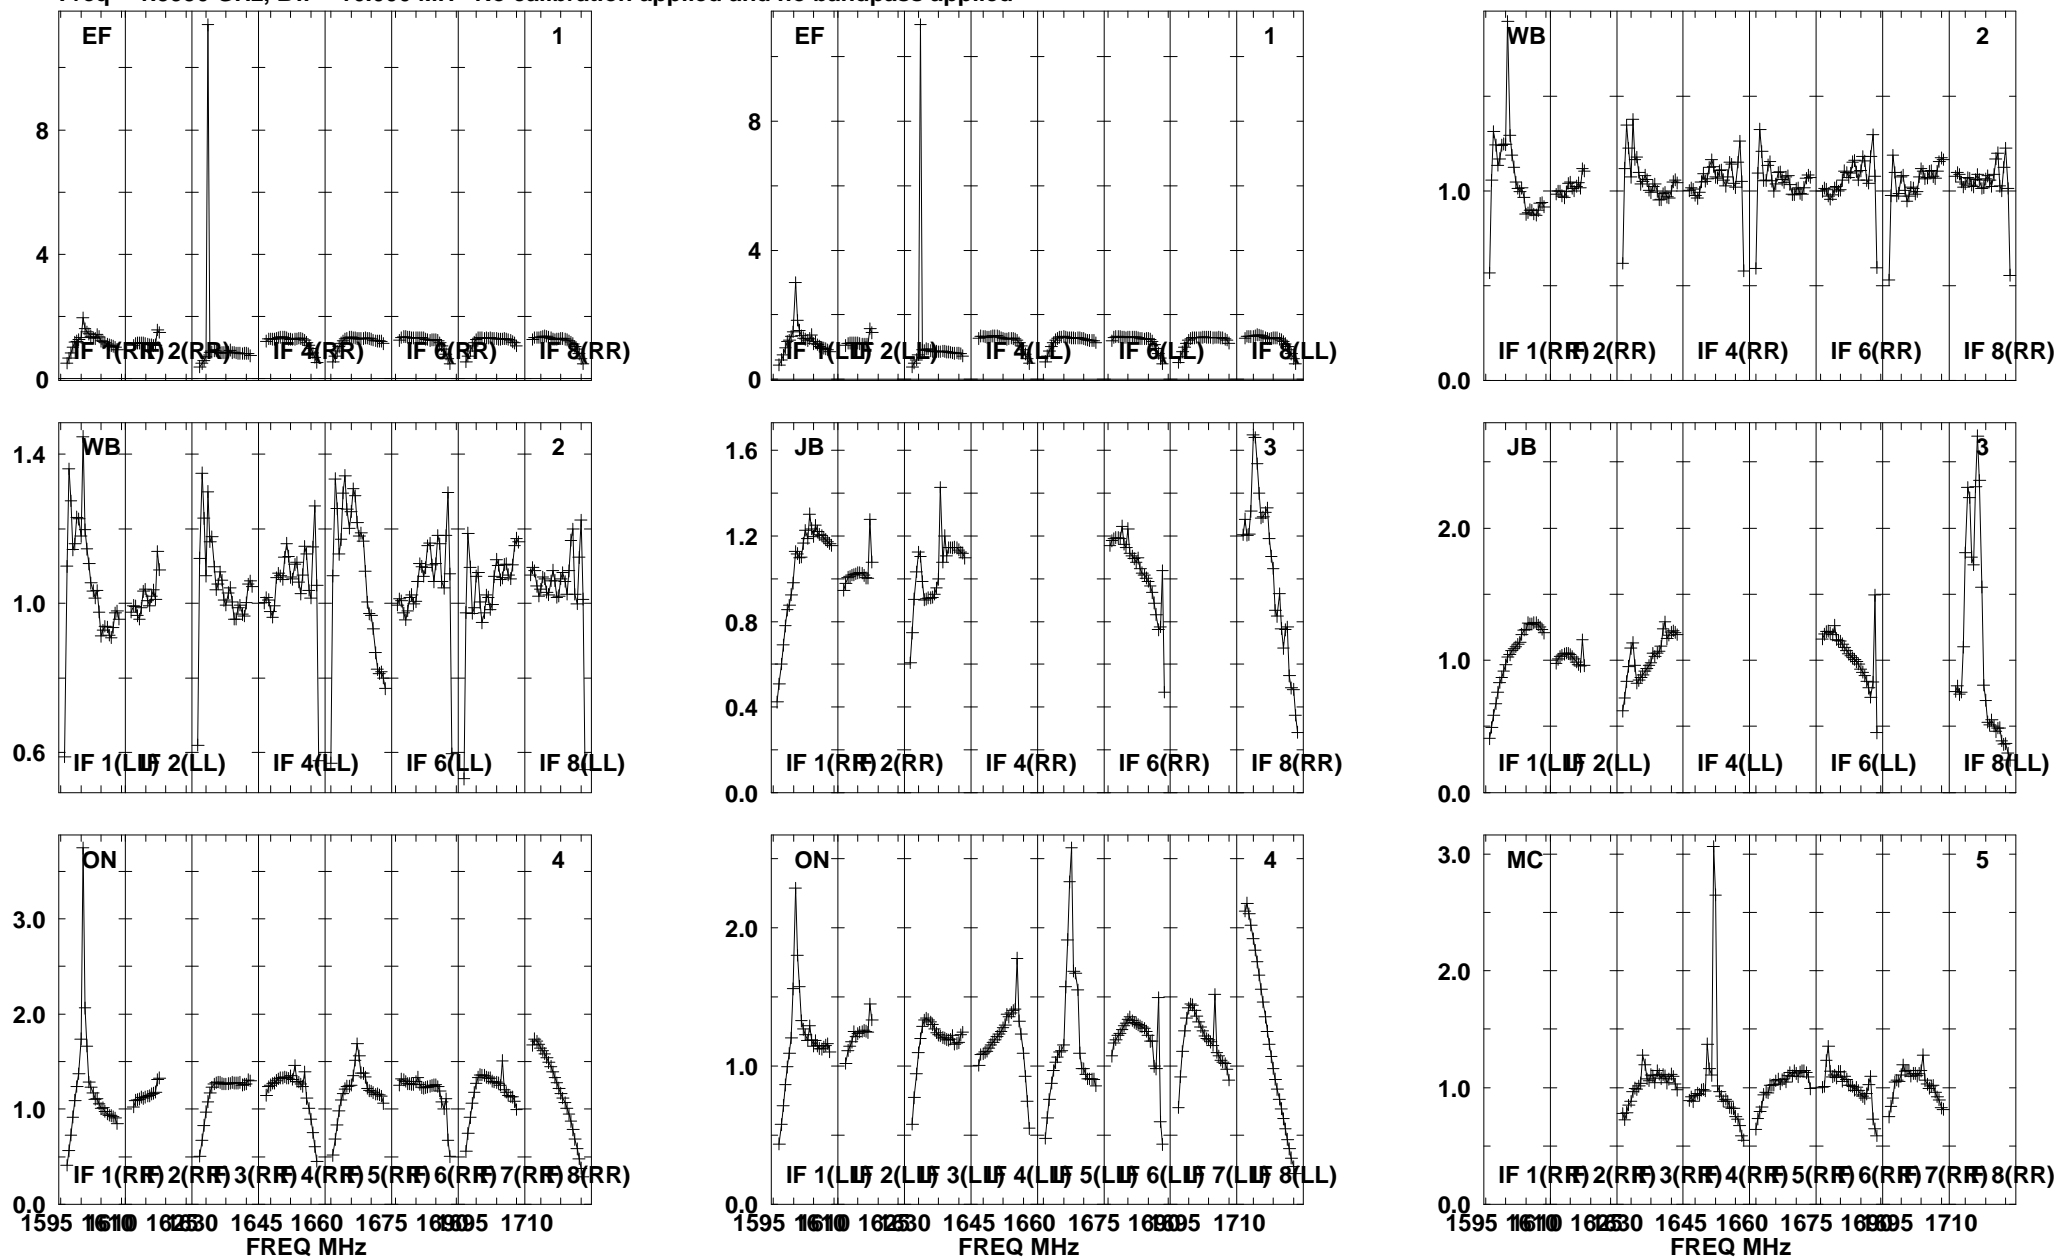 EF 1
8
4
0
IF 1(RR) IF 2(RR) IF 4(RR) IF 6(RR) IF 8(RR)
EF 1
8
4
0
IF 1(LL) IF 2(LL) IF 4(LL) IF 6(LL) IF 8(LL)
WB 2
1.0
0.0
IF 1(RR) IF 2(RR) IF 4(RR) IF 6(RR) IF 8(RR)
WB 2
1.4
1.0
0.6
IF 1(LL) IF 2(LL) IF 4(LL) IF 6(LL) IF 8(LL)
JB 3
1.6
1.2
0.8
0.4
0.0
IF 1(RR) IF 2(RR) IF 4(RR) IF 6(RR) IF 8(RR)
JB 3
2.0
1.0
0.0
IF 1(LL) IF 2(LL) IF 4(LL) IF 6(LL) IF 8(LL)
ON 4
3.0
2.0
1.0
0.0
IF 1(RR) IF 2(RR) IF 3(RR) IF 4(RR) IF 5(RR) IF 6(RR) IF 7(RR) IF 8(RR)
1595 1610 1610 1625 1630 1645 1660 1675 1690 1695 1710
FREQ MHz
ON 4
2.0
1.0
0.0
IF 1(LL) IF 2(LL) IF 3(LL) IF 4(LL) IF 5(LL) IF 6(LL) IF 7(LL) IF 8(LL)
1595 1610 1610 1625 1630 1645 1660 1675 1690 1695 1710
FREQ MHz
MC 5
3.0
2.0
1.0
0.0
IF 1(RR) IF 2(RR) IF 3(RR) IF 4(RR) IF 5(RR) IF 6(RR) IF 7(RR) IF 8(RR)
1595 1610 1610 1625 1630 1645 1660 1675 1690 1695 1710
FREQ MHz